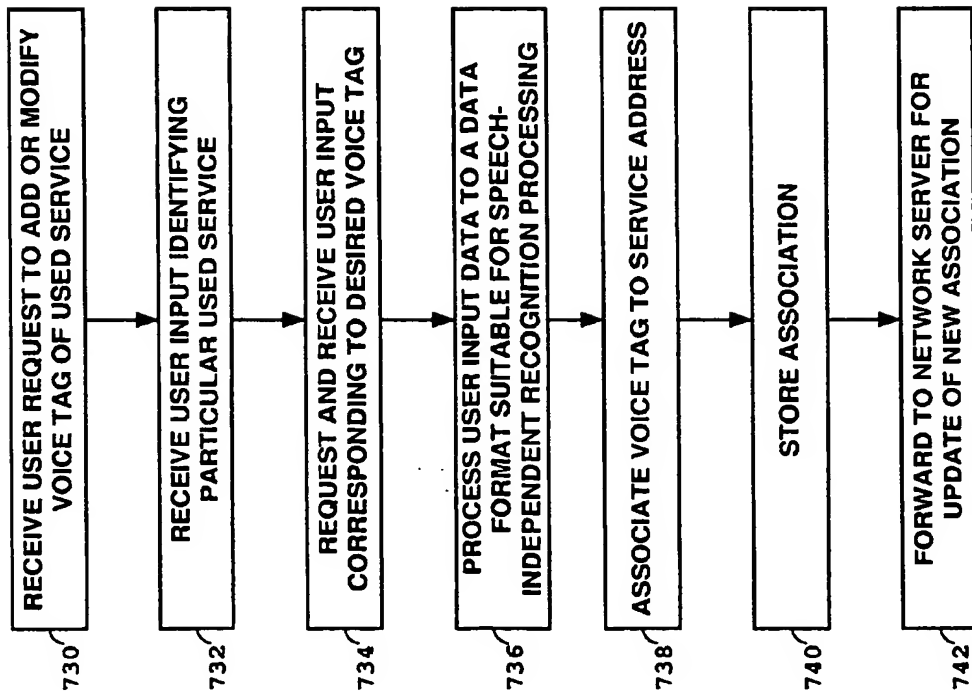 RECEIVE USER REQUEST TO ADD OR MODIFY
VOICE TAG OF USED SERVICE
730
RECEIVE USER INPUT IDENTIFYING
PARTICULAR USED SERVICE
732
REQUEST AND RECEIVE USER INPUT
CORRESPONDING TO DESIRED VOICE TAG
734
PROCESS USER INPUT DATA TO A DATA
FORMAT SUITABLE FOR SPEECH-
INDEPENDENT RECOGNITION PROCESSING
736
ASSOCIATE VOICE TAG TO SERVICE ADDRESS
738
STORE ASSOCIATION
740
FORWARD TO NETWORK SERVER FOR
UPDATE OF NEW ASSOCIATION
742